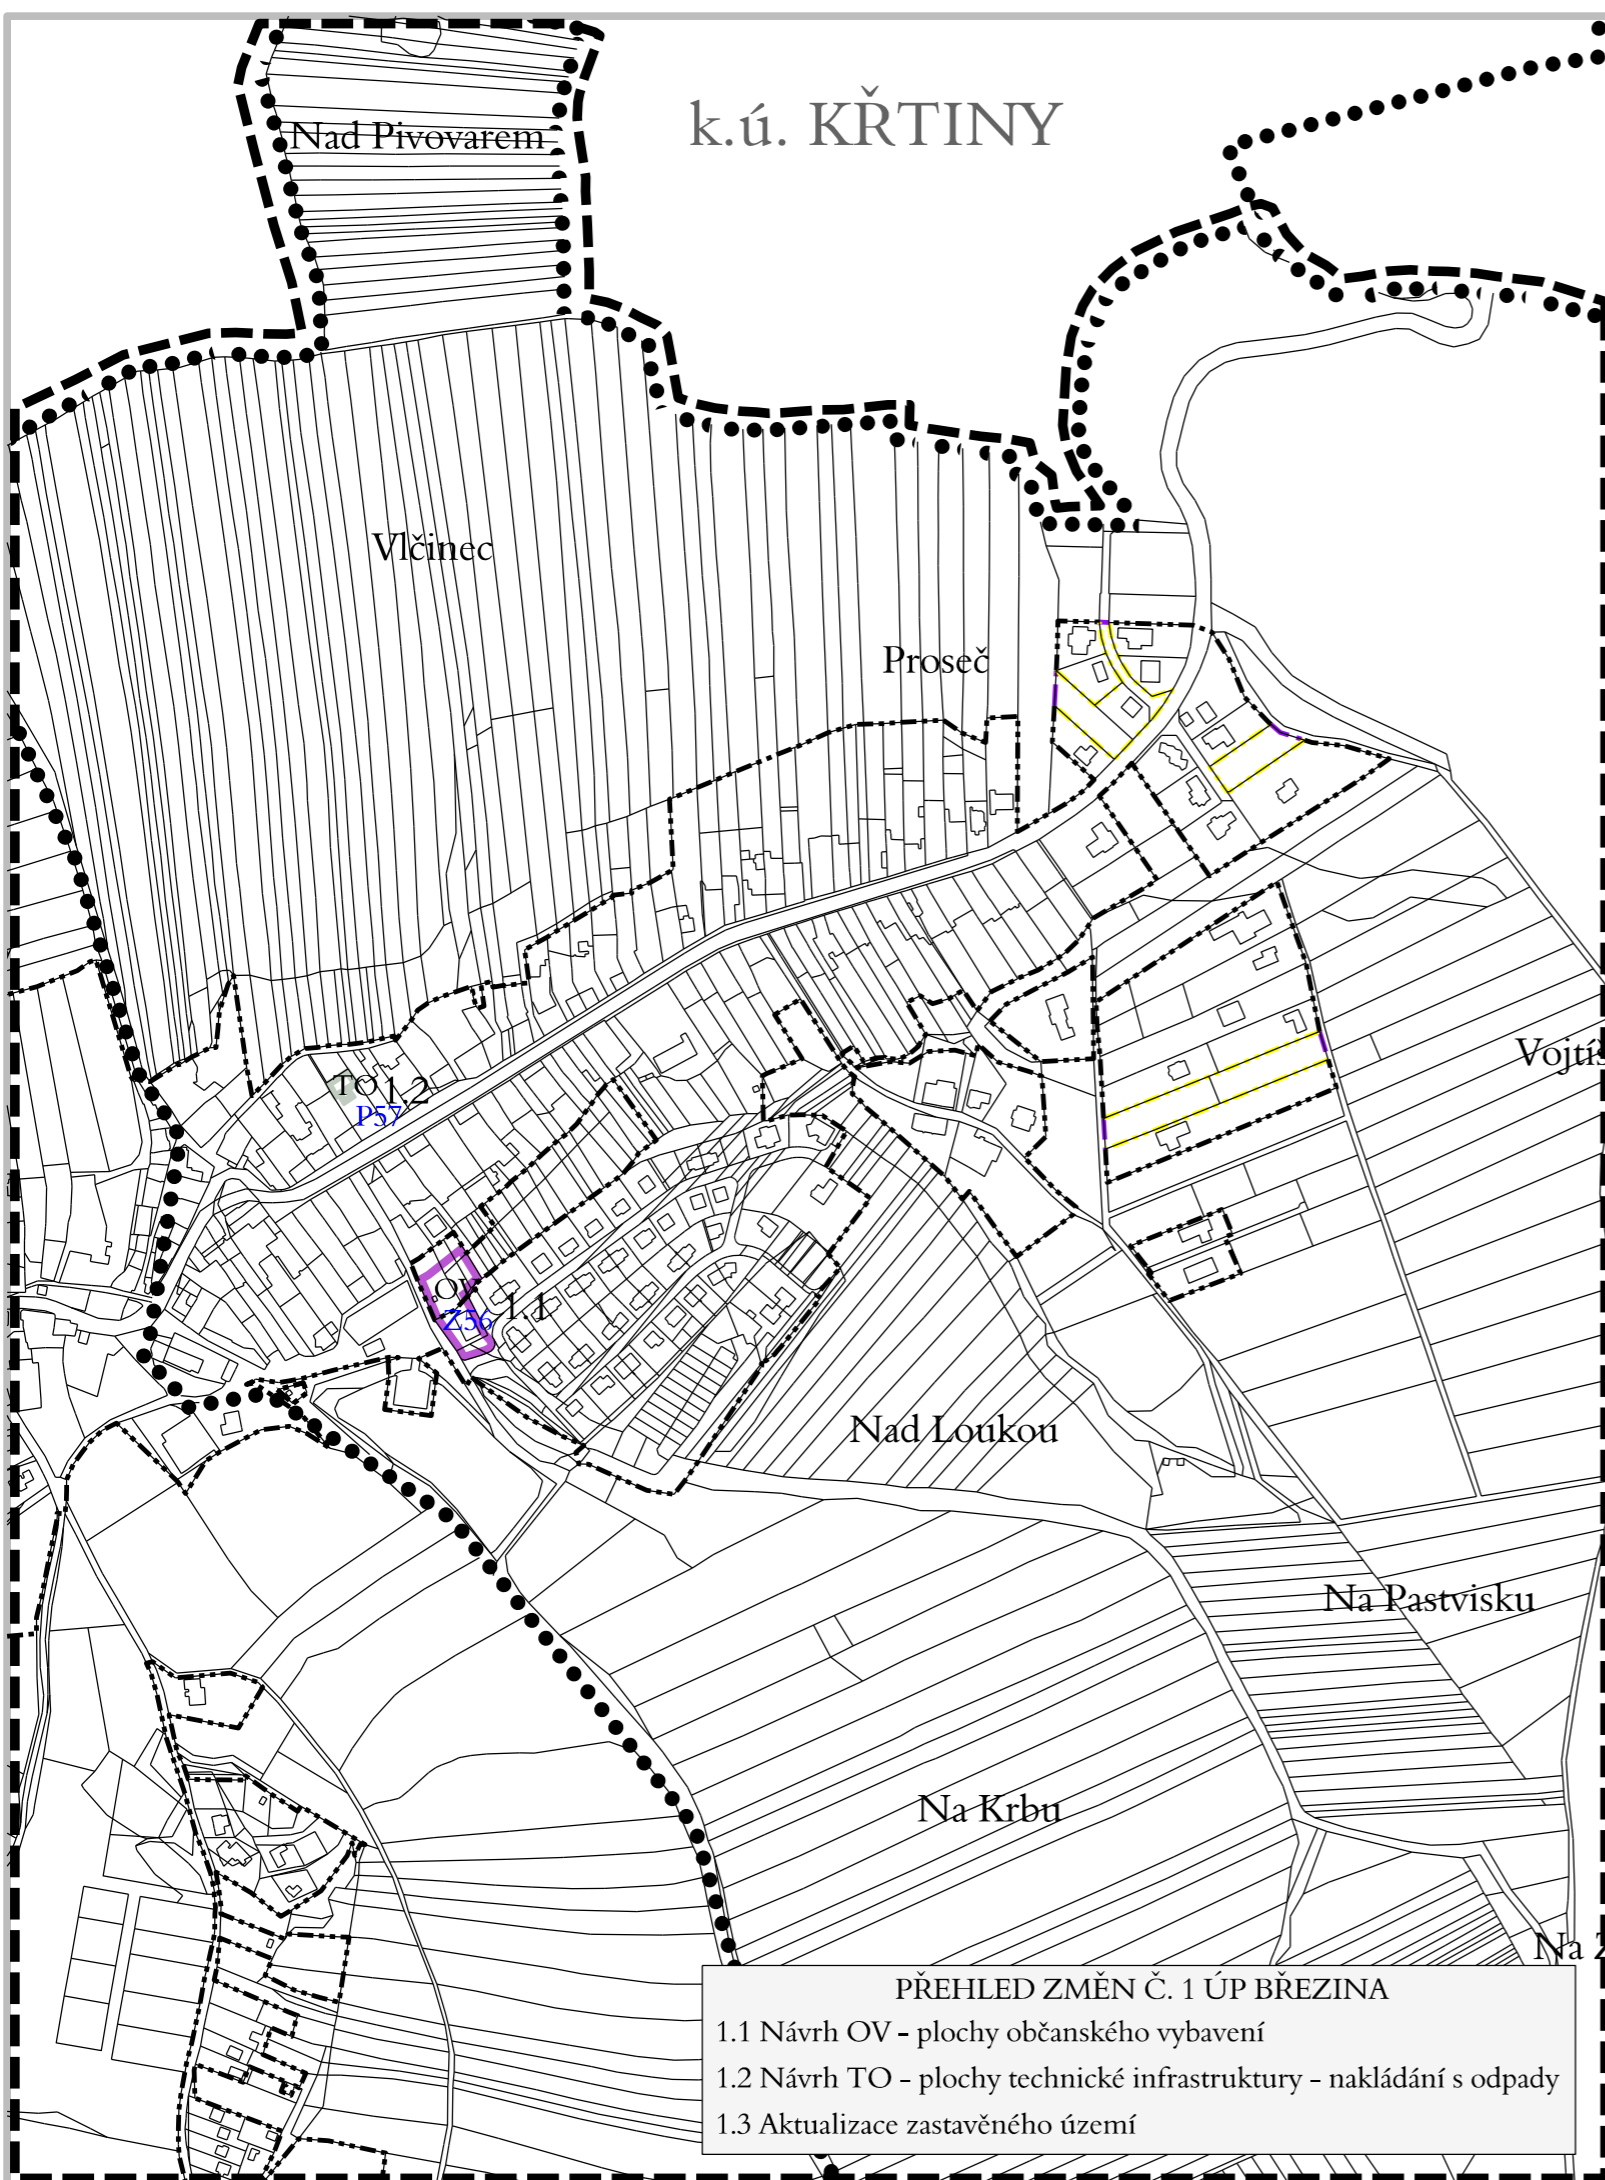 k.ú. KŘTINY
Nad Pivovarem
Vlčinec
Proseč
TO 1.2
P57
OV 1.1
Z56
Nad Loukou
Na Pastvisku
Na Krbu
PŘEHLED ZMĚN Č. 1 ÚP BŘEZINA
1.1 Návrh OV - plochy občanského vybavení
1.2 Návrh TO - plochy technické infrastruktury - nakládání s odpady
1.3 Aktualizace zastavěného území